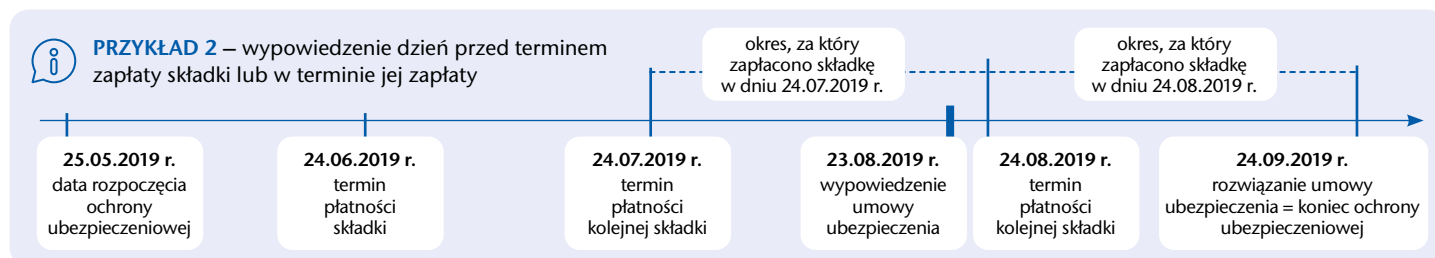 PRZYKŁAD 2 – wypowiedzenie dzień przed terminem
zapłaty składki lub w terminie jej zapłaty
okres, za który
zapłacono składkę
w dniu 24.07.2019 r.
okres, za który
zapłacono składkę
w dniu 24.08.2019 r.
25.05.2019 r.
data rozpoczęcia
ochrony
ubezpieczeniowej
24.06.2019 r.
termin
płatności
składki
24.07.2019 r.
termin
płatności
kolejnej składki
23.08.2019 r.
wypowiedzenie
umowy
ubezpieczenia
24.08.2019 r.
termin
płatności
kolejnej składki
24.09.2019 r.
rozwiązanie umowy
ubezpieczenia = koniec ochrony
ubezpieczeniowej